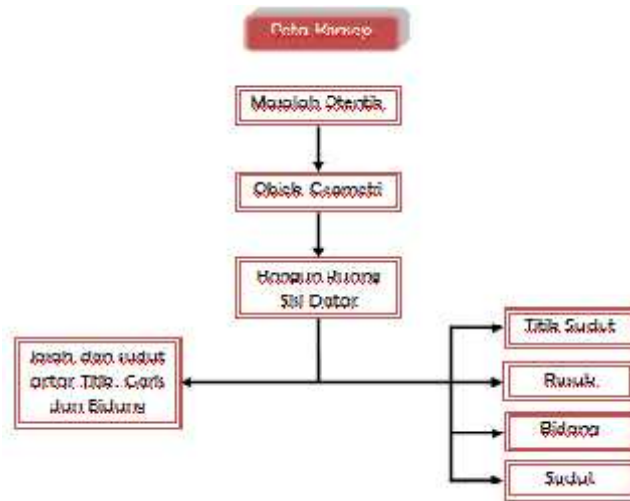 Peta Konsep
Masalah Otentik
Objek Geometri
Bangun Ruang
Sisi Datar
Titik Sudut
Jarak dan sudut
antar Titik, Garis
dan Bidang
Rusuk
Bidang
Sudut